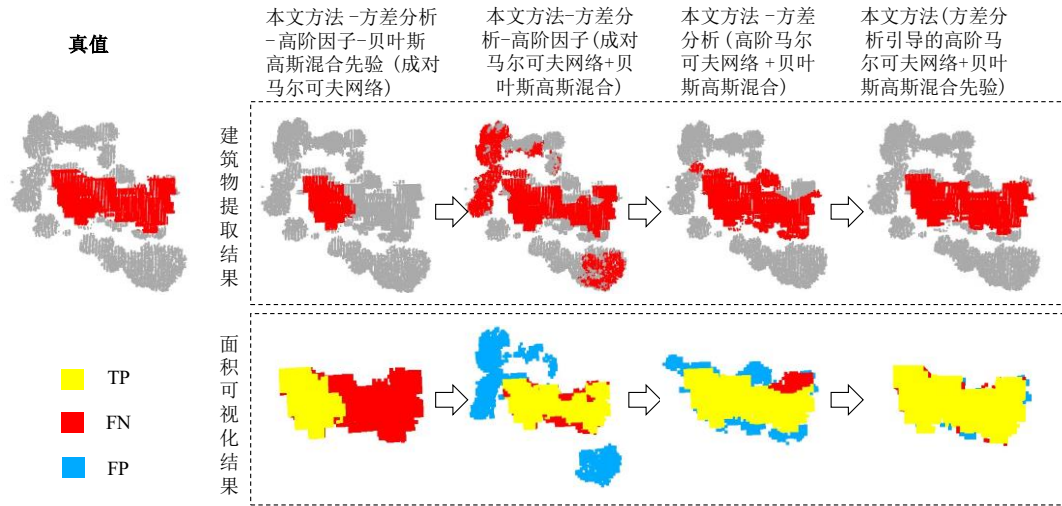 真值
本文方法-方差分析
-高阶因子-贝叶斯
高斯混合先验 (成对
马尔可夫网络)
本文方法-方差分
析-高阶因子(成对
马尔可夫网络+贝
叶斯高斯混合)
本文方法 -方差
分析 (高阶马尔
可夫网络 +贝叶
斯高斯混合)
本文方法(方差分
析引导的高阶马
尔可夫网络+贝叶
斯高斯混合先验)
建筑物提取结果
面积可视化结果
TP
FN
FP